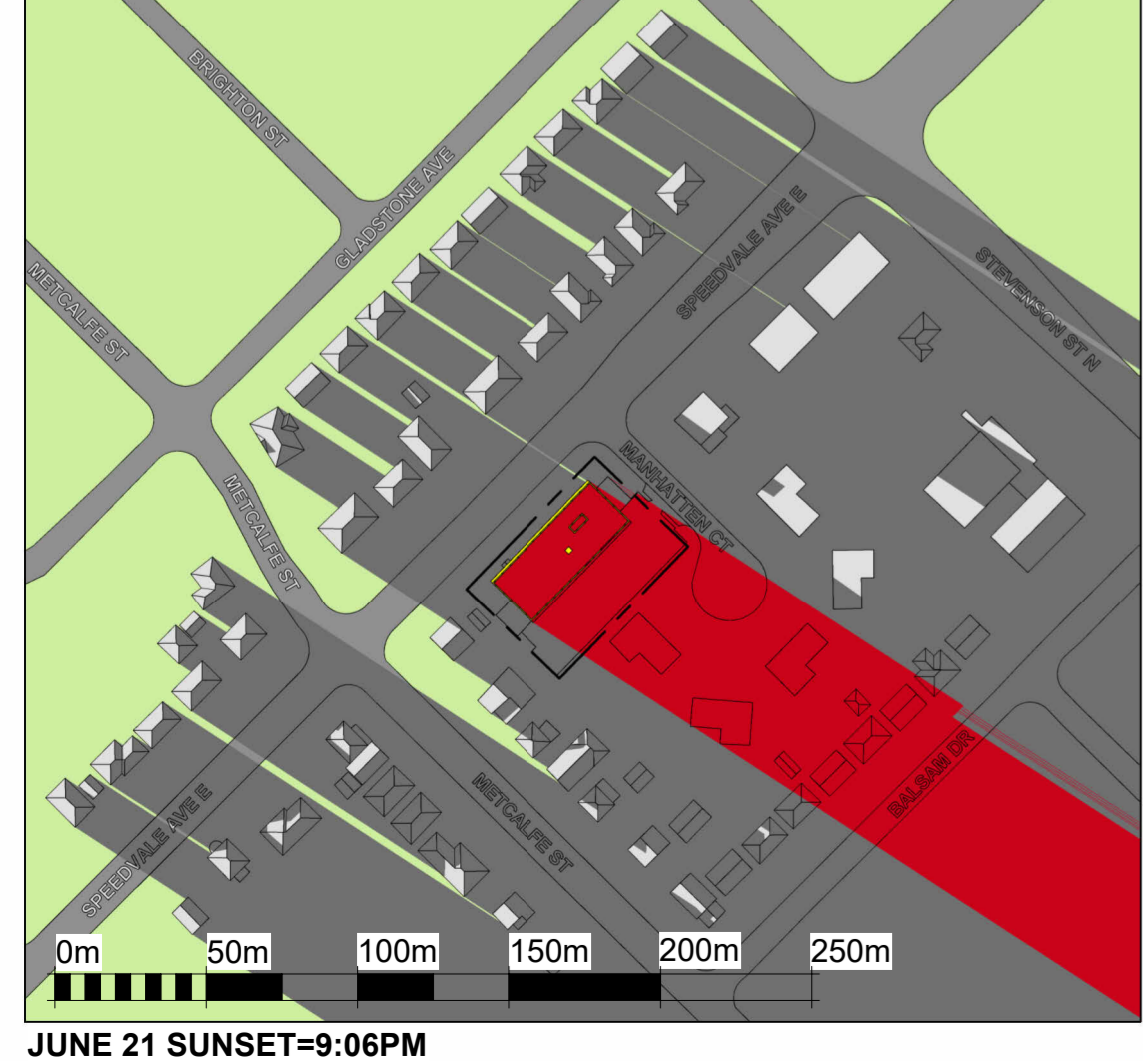 BRIGHTON ST
GLADSTONE AVE
METCALFE ST
SPEEDVALE AVE E
STEVENSON ST N
MANHATTEN CT
METCALFE ST
BALSAM DR
METCALFE ST
SPEEDVALE AVE E
0m 50m 100m 150m 200m 250m
JUNE 21 SUNSET=9:06PM